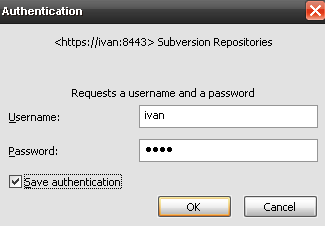 Authentication
<https://ivan:8443> Subversion Repositories
Requests a username and a password
Username:
ivan
Password:
●●●●
Save authentication
OK
Cancel